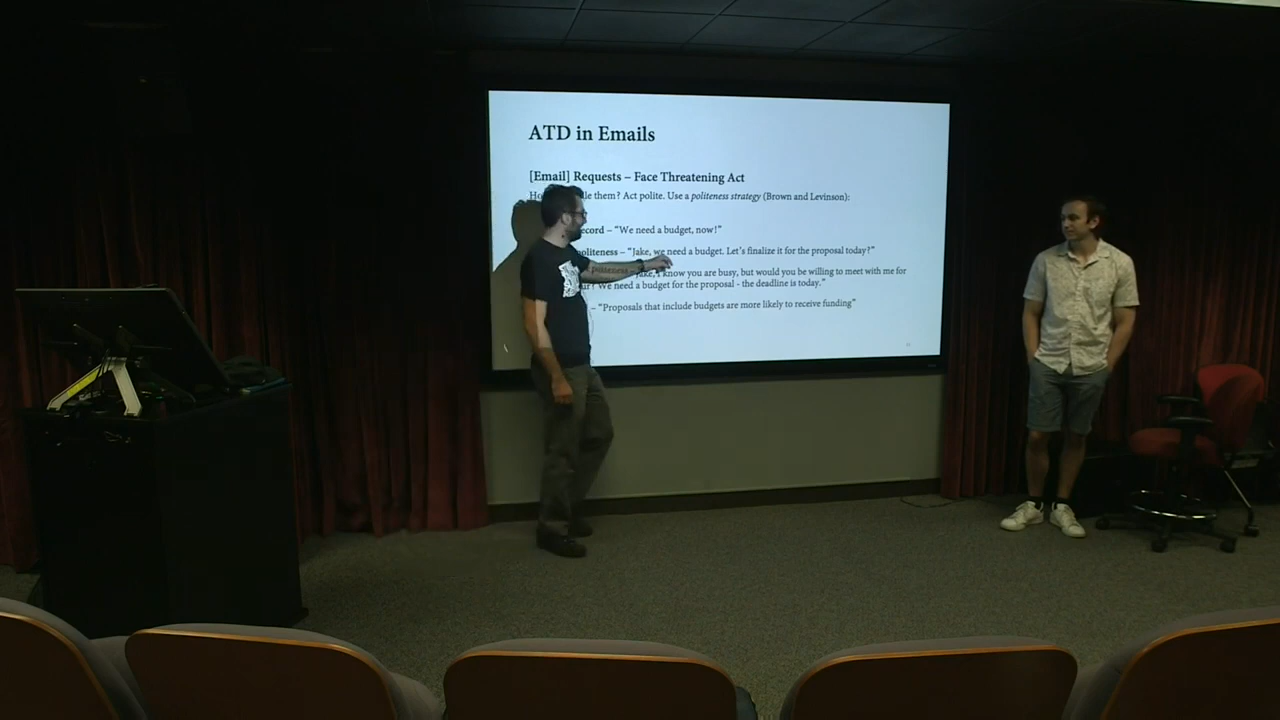 ATD in Emails
[Email] Requests – Face Threatening Act
them? Act polite. Use a politeness strategy (Brown and Levinson):
– “We need a budget, now!”
politeness – “Jake, we need a budget. Let’s finalize it for the proposal today?”
politeness – “Jake, I know you are busy, but would you be willing to meet with me for
We need a budget for the proposal - the deadline is today.”
– “Proposals that include budgets are more likely to receive funding”